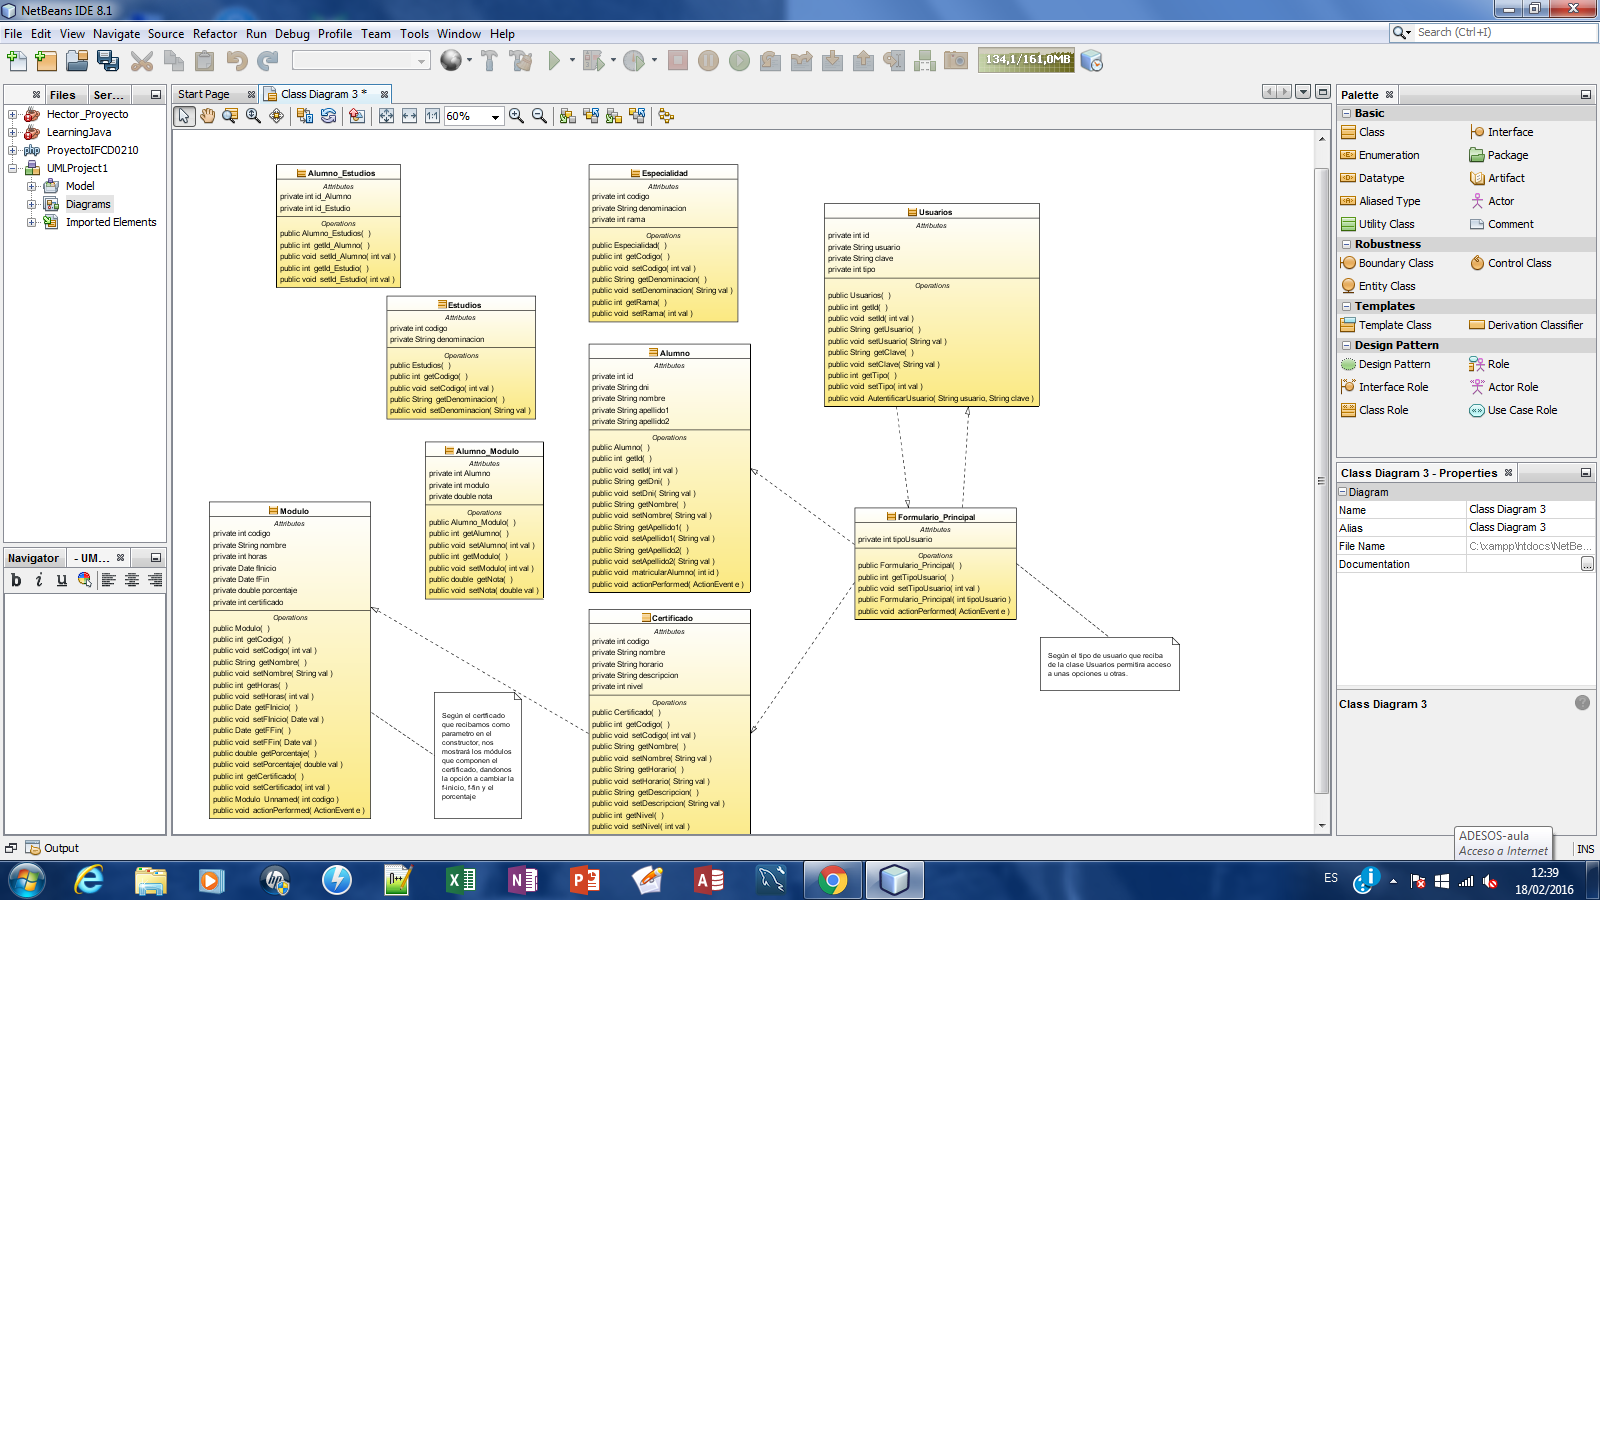 NetBeans IDE 8.1
File Edit View Navigate Source Refactor Run Debug Profile Team Tools Window Help
Search (Ctrl+I)
134,1/161,0MB
Files
Ser...
Hector_Proyecto
LearningJava
ProyectoIFCD0210
UMLProject1
Model
Diagrams
Imported Elements
Navigator
- UM...
b i u
Start Page
Class Diagram 3 *
60%
Alumno_Estudios
Attributes
private int id_Alumno
private int id_Estudio
Operations
public Alumno_Estudios( )
public int getId_Alumno( )
public void setId_Alumno( int val )
public int getId_Estudio( )
public void setId_Estudio( int val )
Estudios
Attributes
private int codigo
private String denominacion
Operations
public Estudios( )
public int getCodigo( )
public void setCodigo( int val )
public String getDenominacion( )
public void setDenominacion( String val )
Alumno_Modulo
Attributes
private int Alumno
private int modulo
private double nota
Operations
public Alumno_Modulo( )
public int getAlumno( )
public void setAlumno( int val )
public int getModulo( )
public void setModulo( int val )
public double getNota( )
public void setNota( double val )
Modulo
Attributes
private int codigo
private String nombre
private int horas
private Date fInicio
private Date fFin
private double porcentaje
private int certificado
Operations
public Modulo( )
public int getCodigo( )
public void setCodigo( int val )
public String getNombre( )
public void setNombre( String val )
public int getHoras( )
public void setHoras( int val )
public Date getFInicio( )
public void setFInicio( Date val )
public Date getFFin( )
public void setFFin( Date val )
public double getPorcentaje( )
public void setPorcentaje( double val )
public int getCertificado( )
public void setCertificado( int val )
public Modulo Unnamed( int codigo )
public void actionPerformed( ActionEvent e )
Según el certficado
que recibamos como
parametro en el
constructor, nos
mostrará los módulos
que componen el
certificado, dandonos
la opción a cambiar la
f-inicio, f-fin y el
porcentaje
Especialidad
Attributes
private int codigo
private String denominacion
private int rama
Operations
public Especialidad( )
public int getCodigo( )
public void setCodigo( int val )
public String getDenominacion( )
public void setDenominacion( String val )
public int getRama( )
public void setRama( int val )
Alumno
Attributes
private int id
private String dni
private String nombre
private String apellido1
private String apellido2
Operations
public Alumno( )
public int getId( )
public void setId( int val )
public String getDni( )
public void setDni( String val )
public String getNombre( )
public void setNombre( String val )
public String getApellido1( )
public void setApellido1( String val )
public String getApellido2( )
public void setApellido2( String val )
public void matricularAlumno( int id )
public void actionPerformed( ActionEvent e )
Certificado
Attributes
private int codigo
private String nombre
private String horario
private String descripcion
private int nivel
Operations
public Certificado( )
public int getCodigo( )
public void setCodigo( int val )
public String getNombre( )
public void setNombre( String val )
public String getHorario( )
public void setHorario( String val )
public String getDescripcion( )
public void setDescripcion( String val )
public int getNivel( )
public void setNivel( int val )
Usuarios
Attributes
private int id
private String usuario
private String clave
private int tipo
Operations
public Usuarios( )
public int getId( )
public void setId( int val )
public String getUsuario( )
public void setUsuario( String val )
public String getClave( )
public void setClave( String val )
public int getTipo( )
public void setTipo( int val )
public void AutentificarUsuario( String usuario, String clave )
Formulario_Principal
Attributes
private int tipoUsuario
Operations
public Formulario_Principal( )
public int getTipoUsuario( )
public void setTipoUsuario( int val )
public Formulario_Principal( int tipoUsuario )
public void actionPerformed( ActionEvent e )
Según el tipo de usuario que reciba
de la clase Usuarios permitira acceso
a unas opciones u otras.
Palette
Basic
Class Interface
Enumeration Package
Datatype Artifact
Aliased Type Actor
Utility Class Comment
Robustness
Boundary Class Control Class
Entity Class
Templates
Template Class Derivation Classifier
Design Pattern
Design Pattern Role
Interface Role Actor Role
Class Role Use Case Role
Class Diagram 3 - Properties
Diagram
Name Class Diagram 3
Alias Class Diagram 3
File Name C:\xampp\htdocs\NetBe...
Documentation ...
Class Diagram 3
ADESOS-aula
Acceso a Internet
Output
INS
ES
12:39
18/02/2016